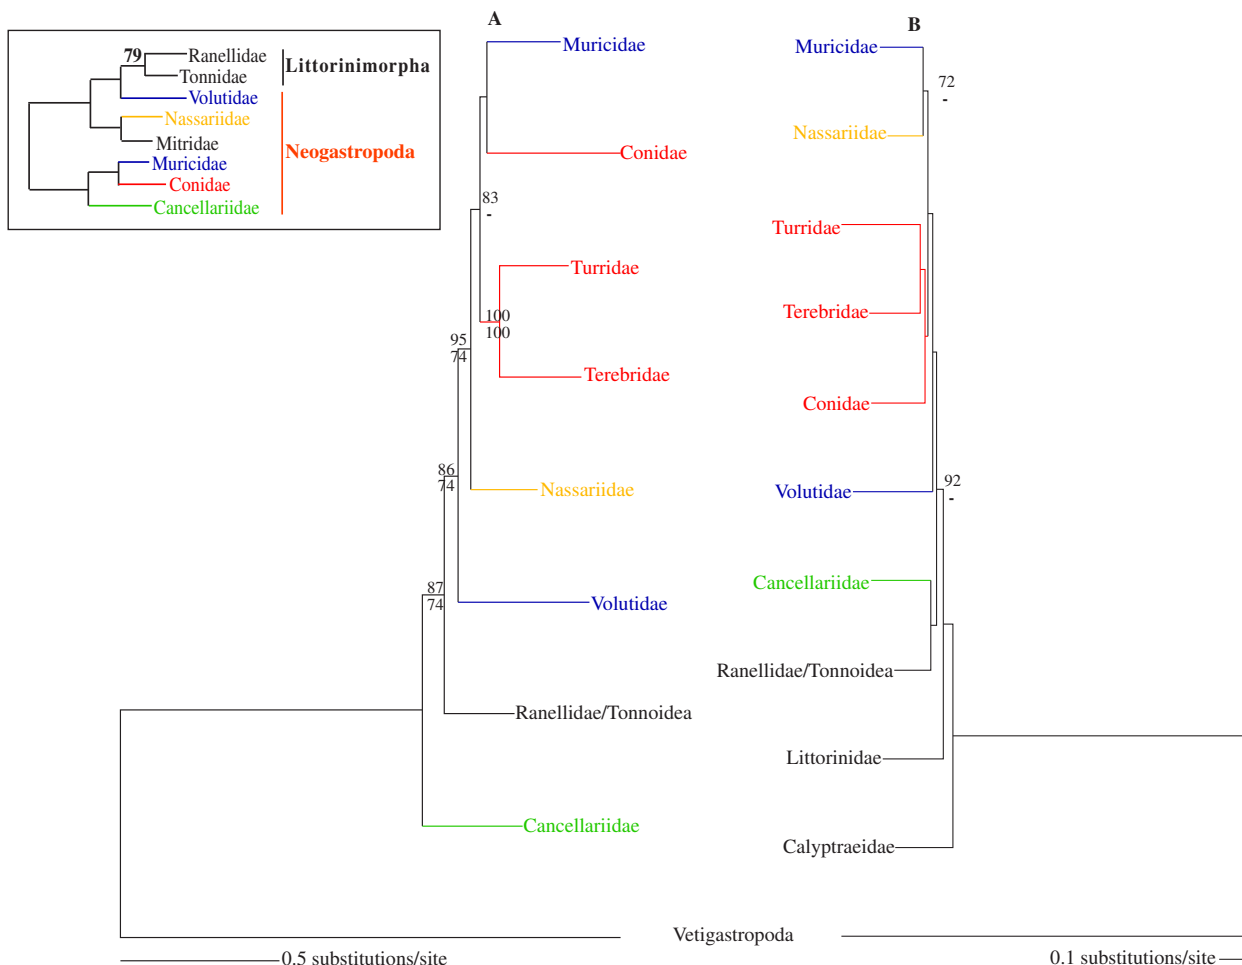 A
B
79
Ranellidae
Littorinimorpha
Tonnidae
Volutidae
Nassariidae
Mitridae
Neogastropoda
Muricidae
Conidae
Cancellariidae
Muricidae
Conidae
83
-
Turridae
100
100
Terebridae
95
74
86
74
Nassariidae
87
74
Volutidae
Ranellidae/Tonnoidea
Cancellariidae
Muricidae
72
-
Nassariidae
Turridae
Terebridae
Conidae
Volutidae
92
-
Cancellariidae
Ranellidae/Tonnoidea
Littorinidae
Calyptraeidae
Vetigastropoda
0.5 substitutions/site
0.1 substitutions/site